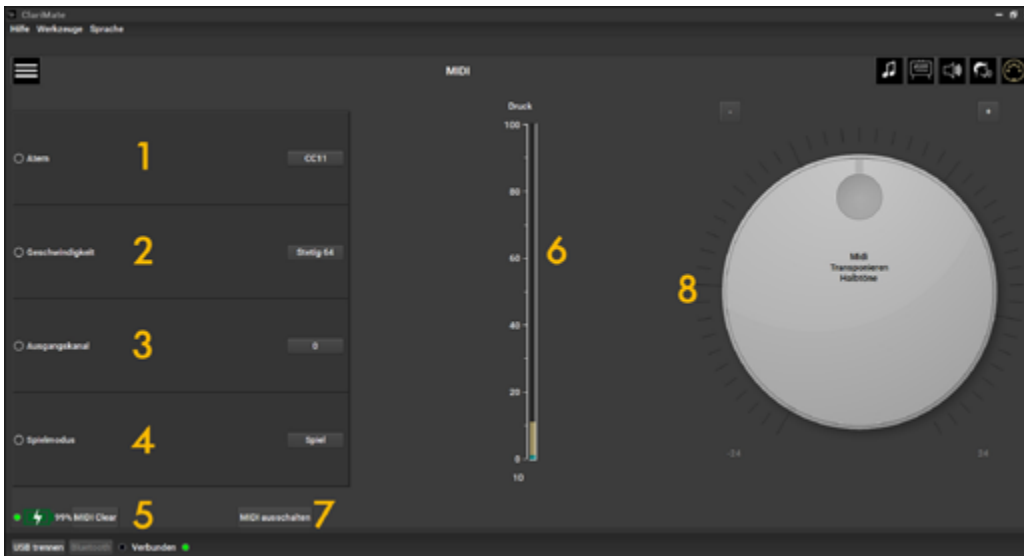 ClariMate
Hilfe Werkzeuge Sprache
MIDI
Druck
- +
100
Atem 1 CC11
80
Geschwindigkeit 2 Stetig-64
60 6
Midi
Transponieren
Halbtöne
8
Ausgangskanal 3 0
40
20
Spielmodus 4 Spiel
0
-24 24
10
99% MIDI Clear 5 MIDI ausschalten 7
USB trennen Bluetooth Verbunden